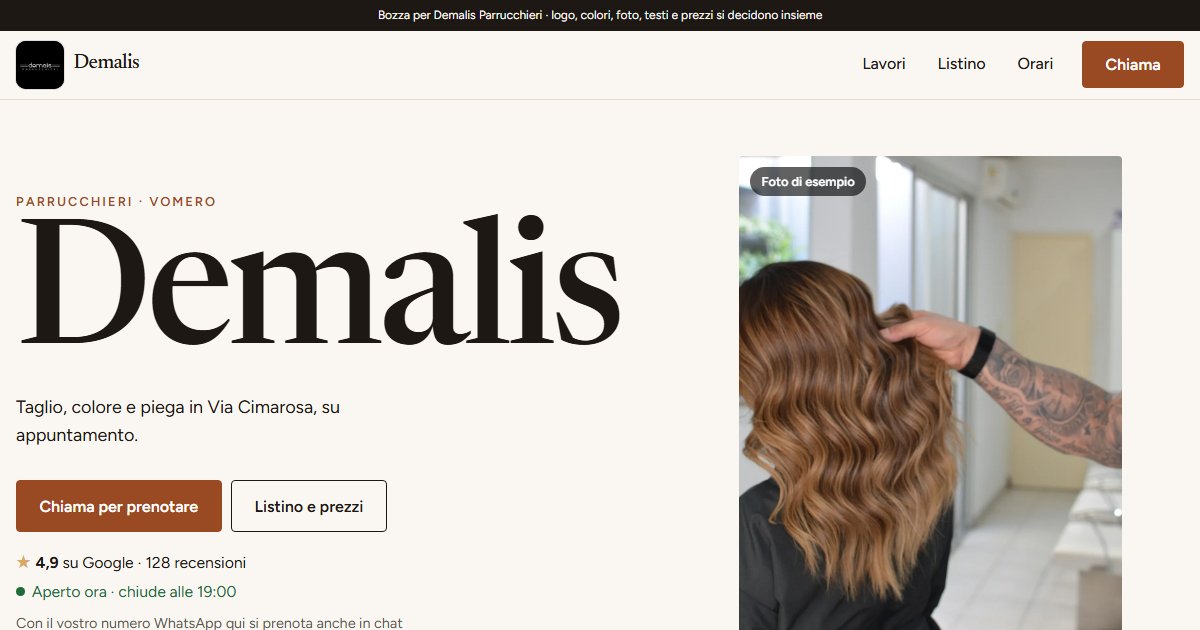 Bozza per Demalis Parrucchieri · logo, colori, foto, testi e prezzi si decidono insieme
demalis
Demalis
Lavori
Listino
Orari
Chiama
Foto di esempio
PARRUCCHIERI · VOMERO
Demalis
Taglio, colore e piega in Via Cimarosa, su
appuntamento.
Chiama per prenotare
Listino e prezzi
★ 4,9 su Google · 128 recensioni
Aperto ora · chiude alle 19:00
Con il vostro numero WhatsApp qui si prenota anche in chat